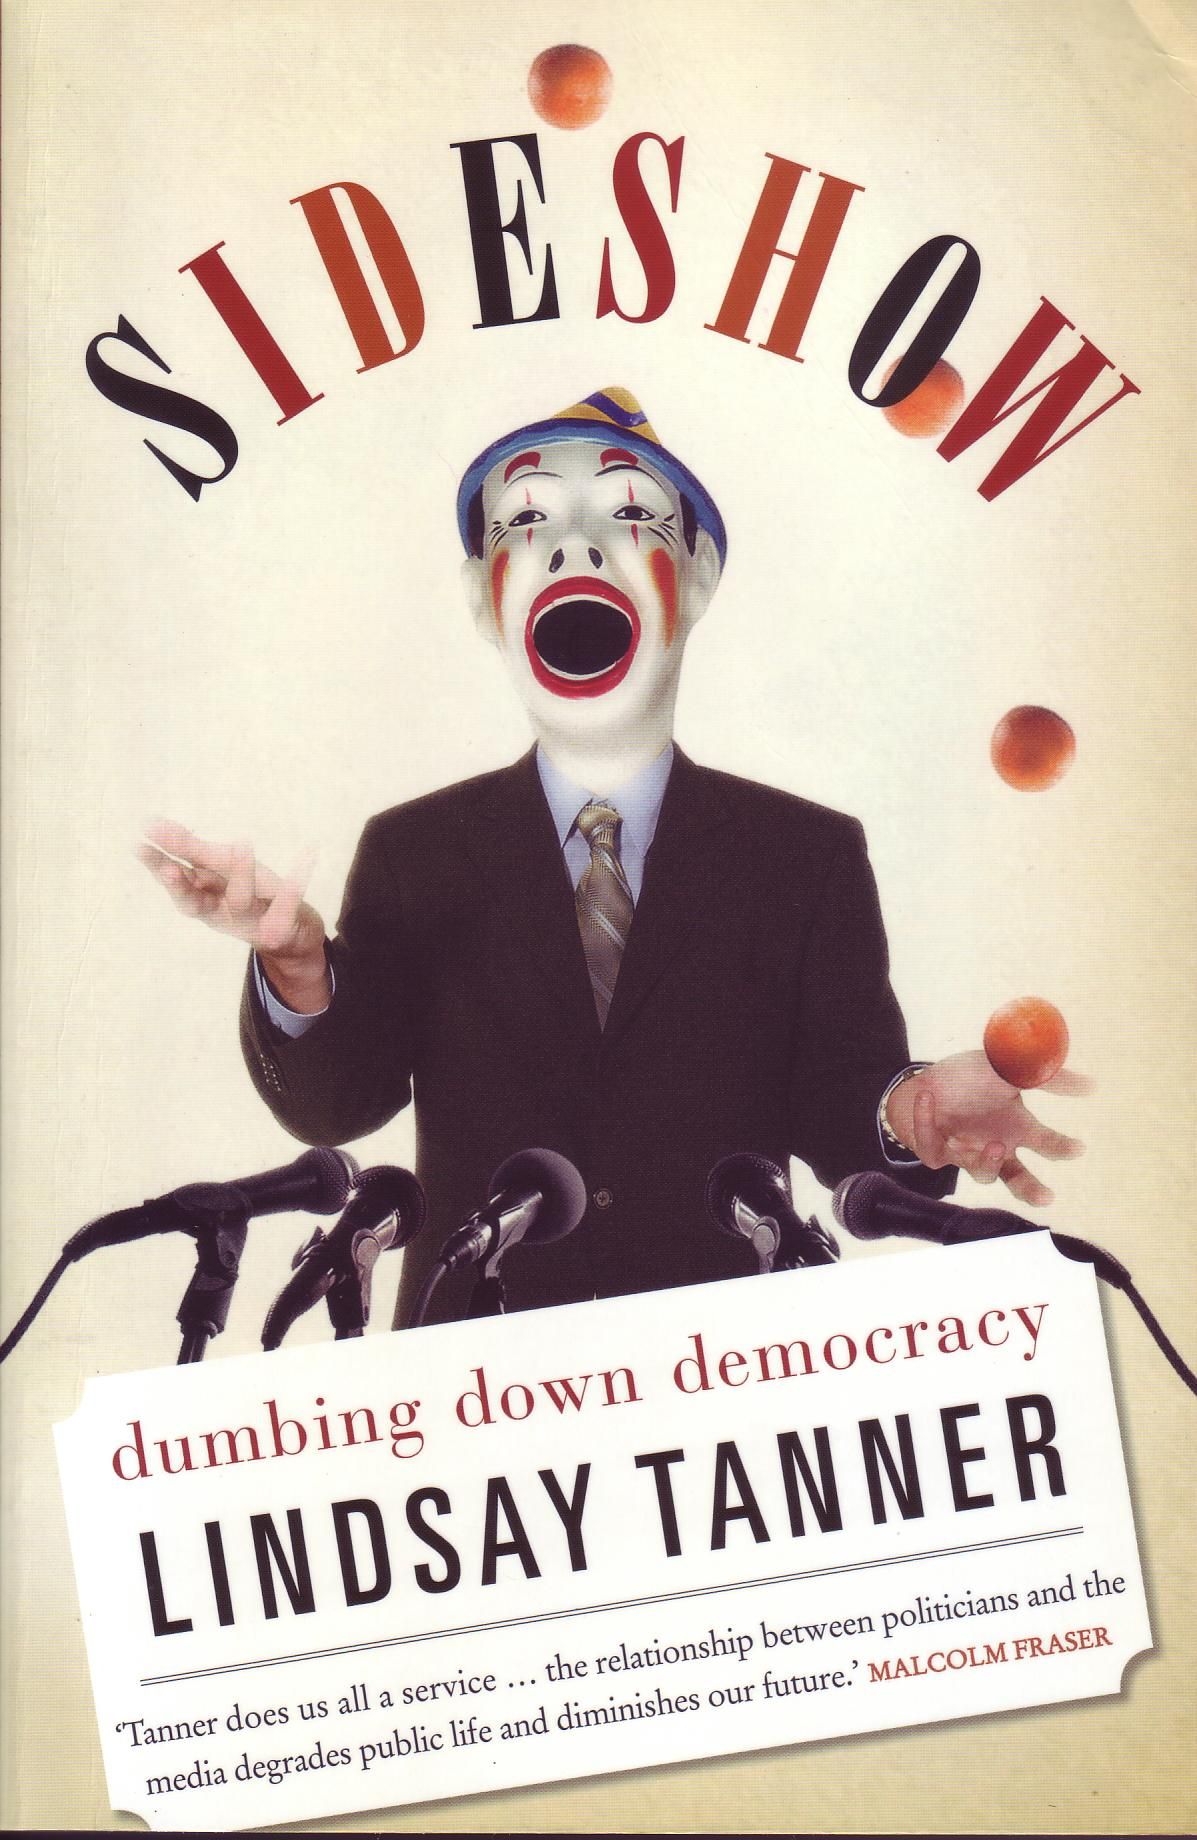 SIDESHOW
dumbing down democracy
LINDSAY TANNER
‘Tanner does us all a service ... the relationship between politicians and the
media degrades public life and diminishes our future.’ MALCOLM FRASER